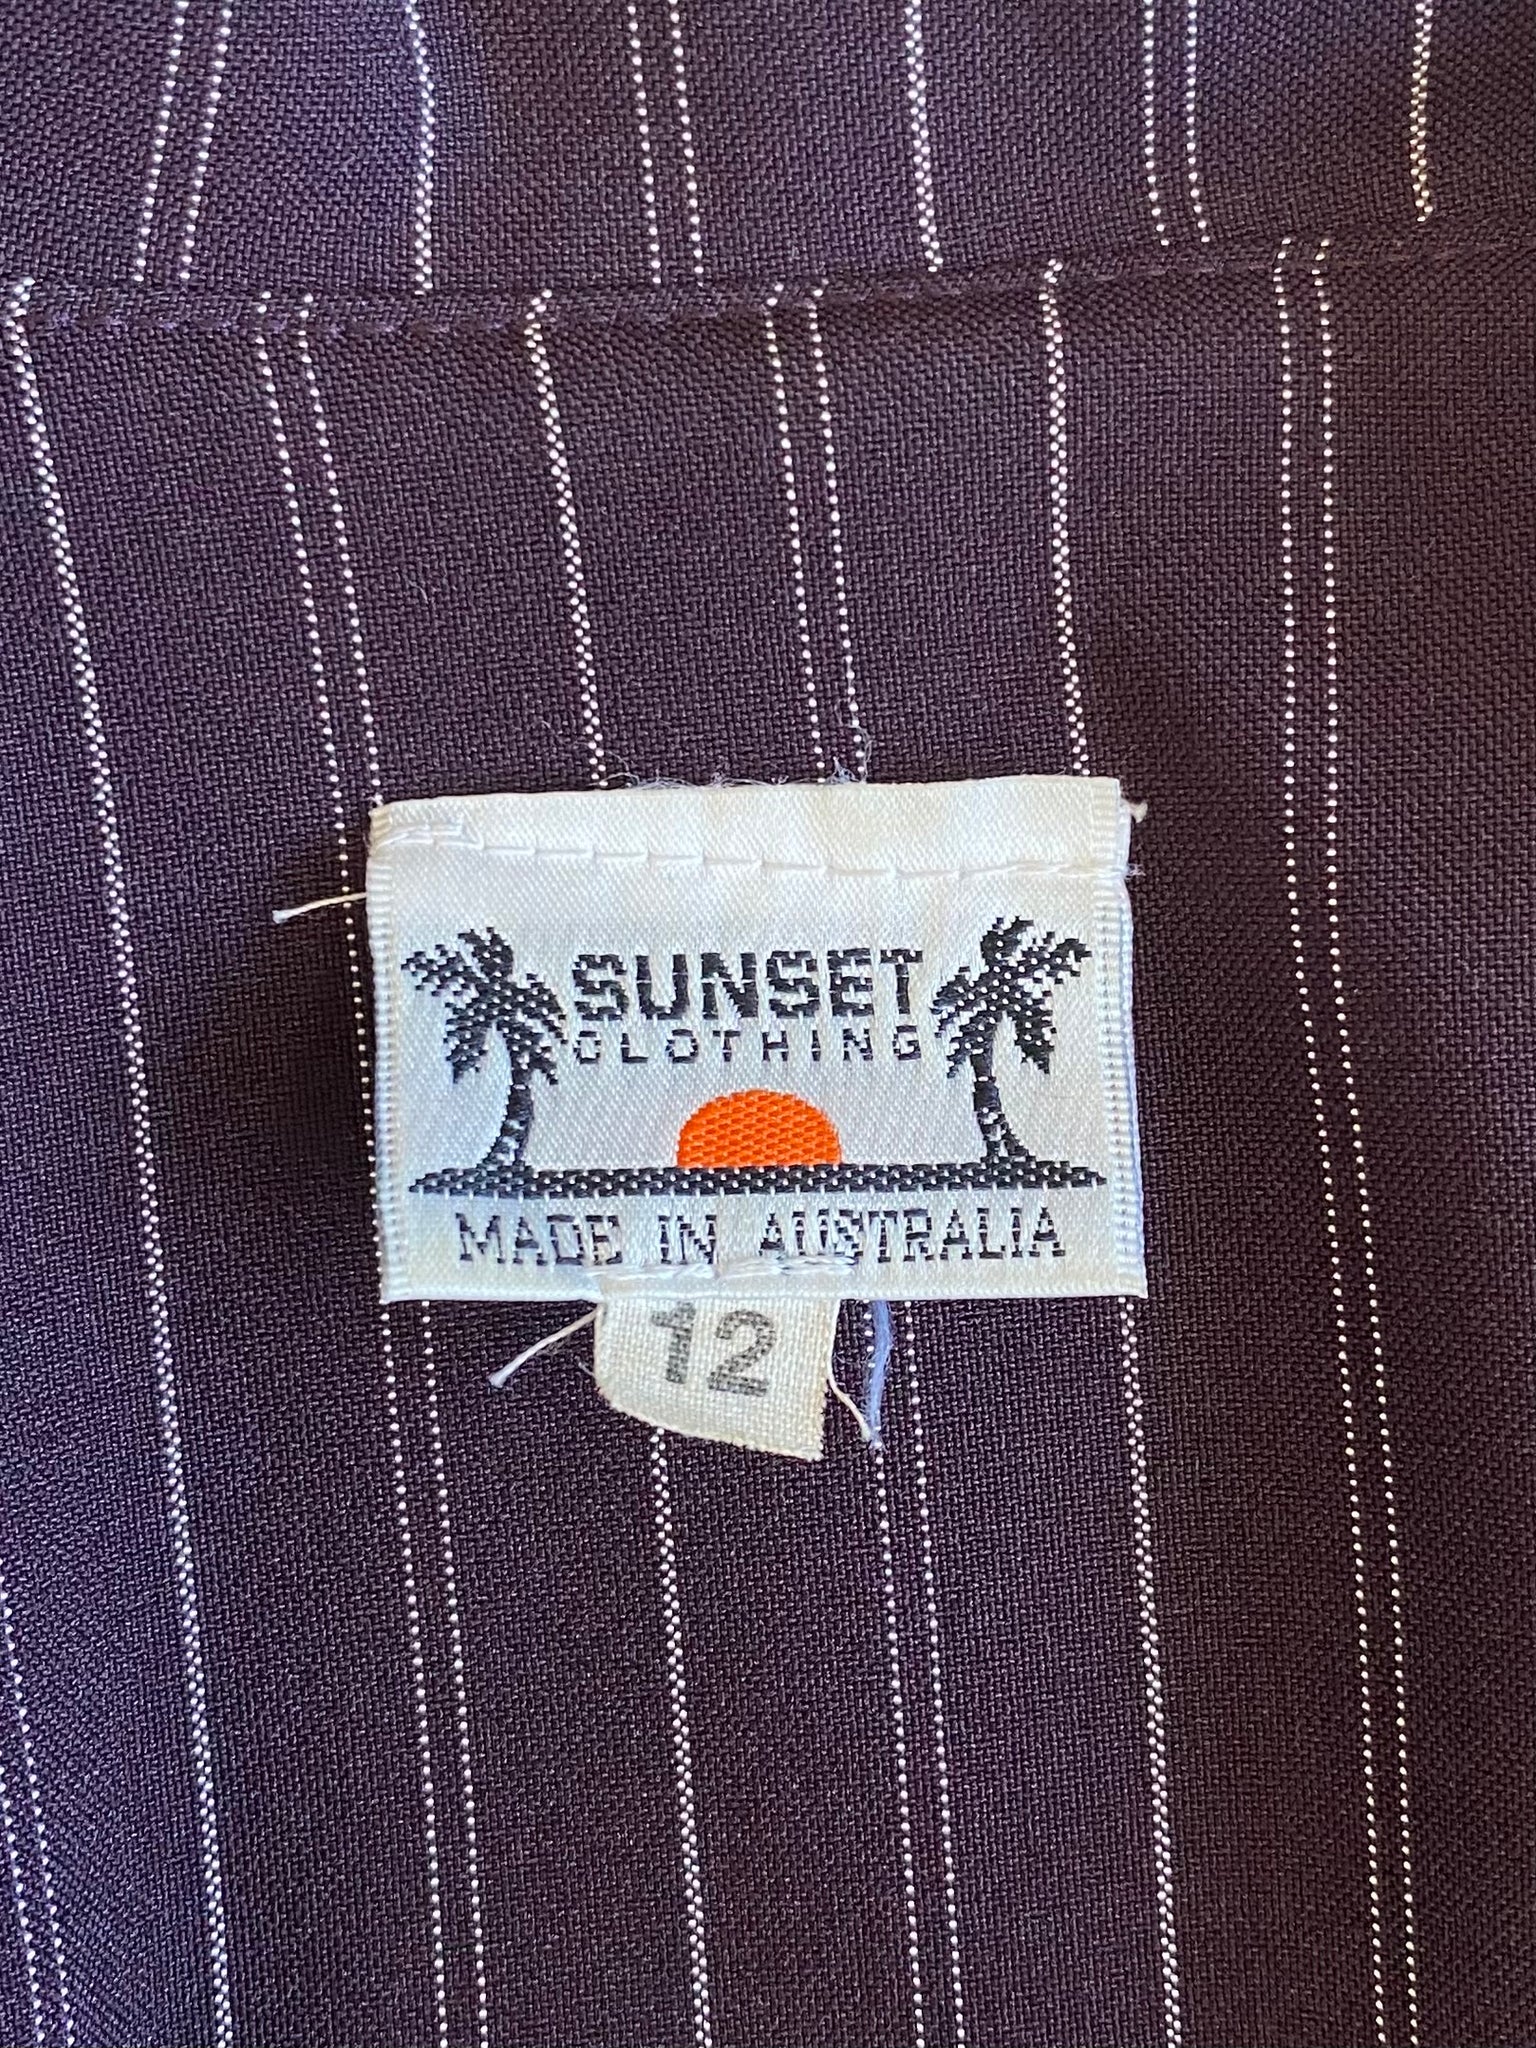 SUNSET
CLOTHING
MADE IN AUSTRALIA
12